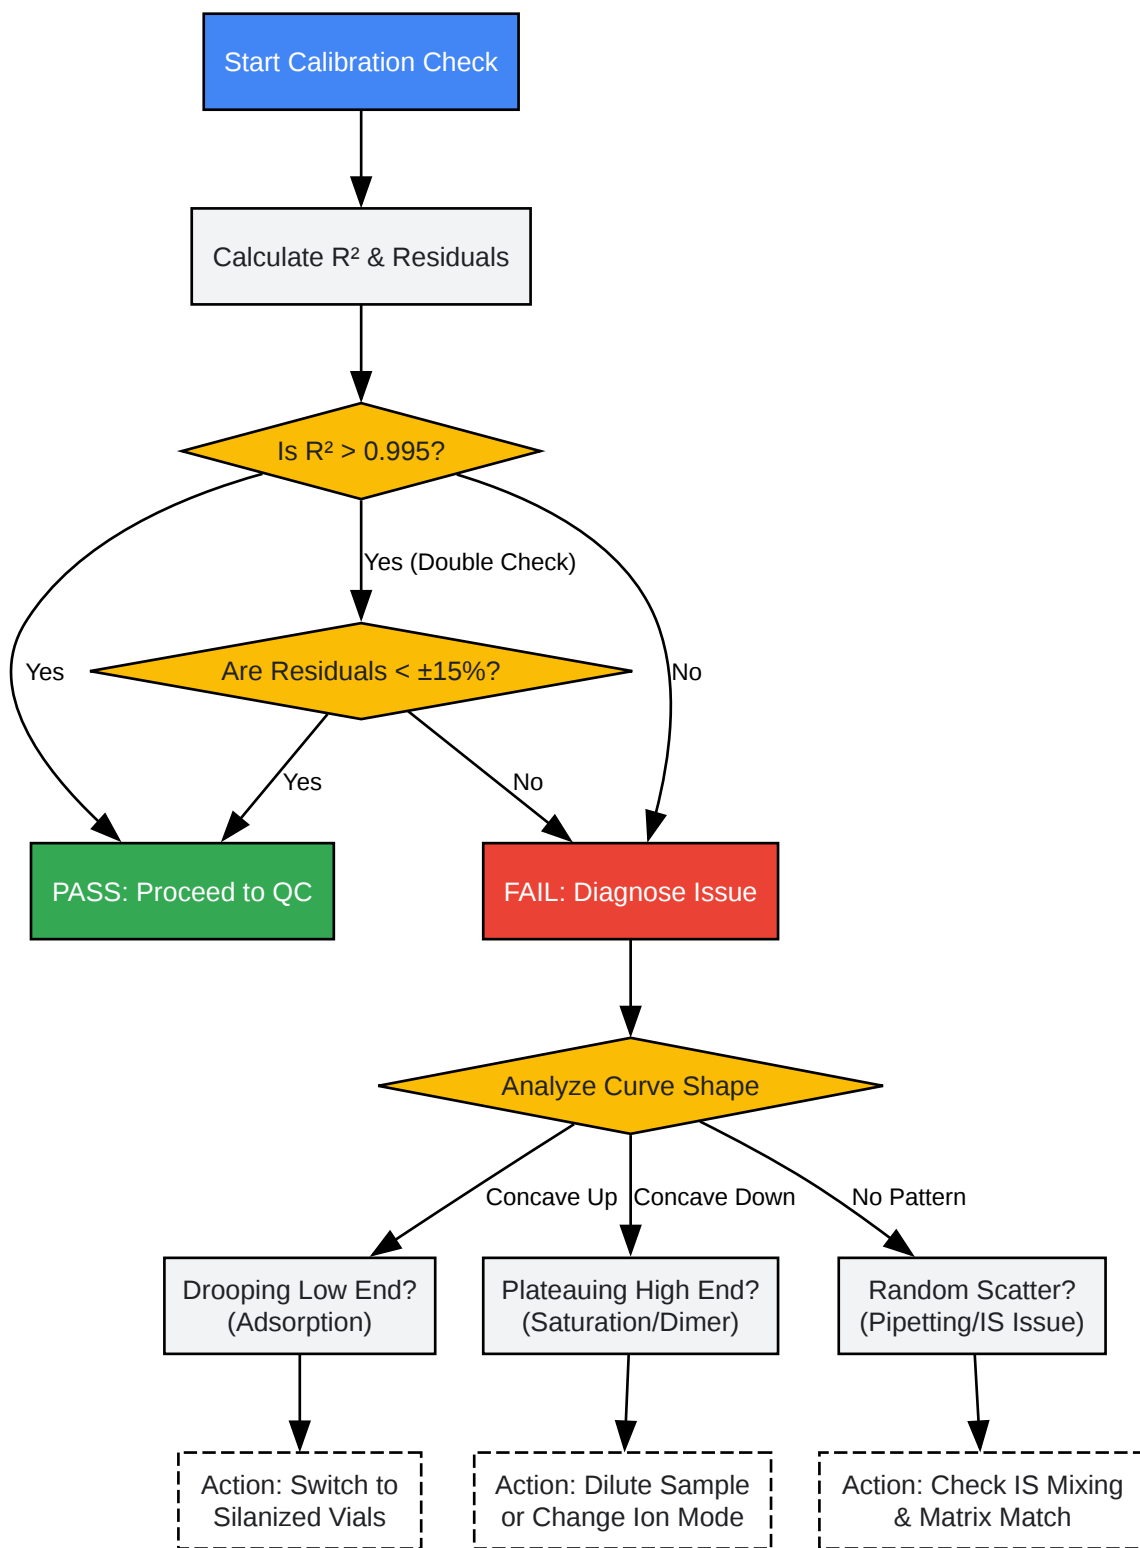 Start Calibration Check
Calculate R² & Residuals
Is R² > 0.995?
Yes (Double Check)
Yes
Are Residuals < ±15%?
No
Yes
No
PASS: Proceed to QC
FAIL: Diagnose Issue
Analyze Curve Shape
Concave Up
Concave Down
No Pattern
Drooping Low End?
(Adsorption)
Plateauing High End?
(Saturation/Dimer)
Random Scatter?
(Pipetting/IS Issue)
Action: Switch to
Silanized Vials
Action: Dilute Sample
or Change Ion Mode
Action: Check IS Mixing
& Matrix Match